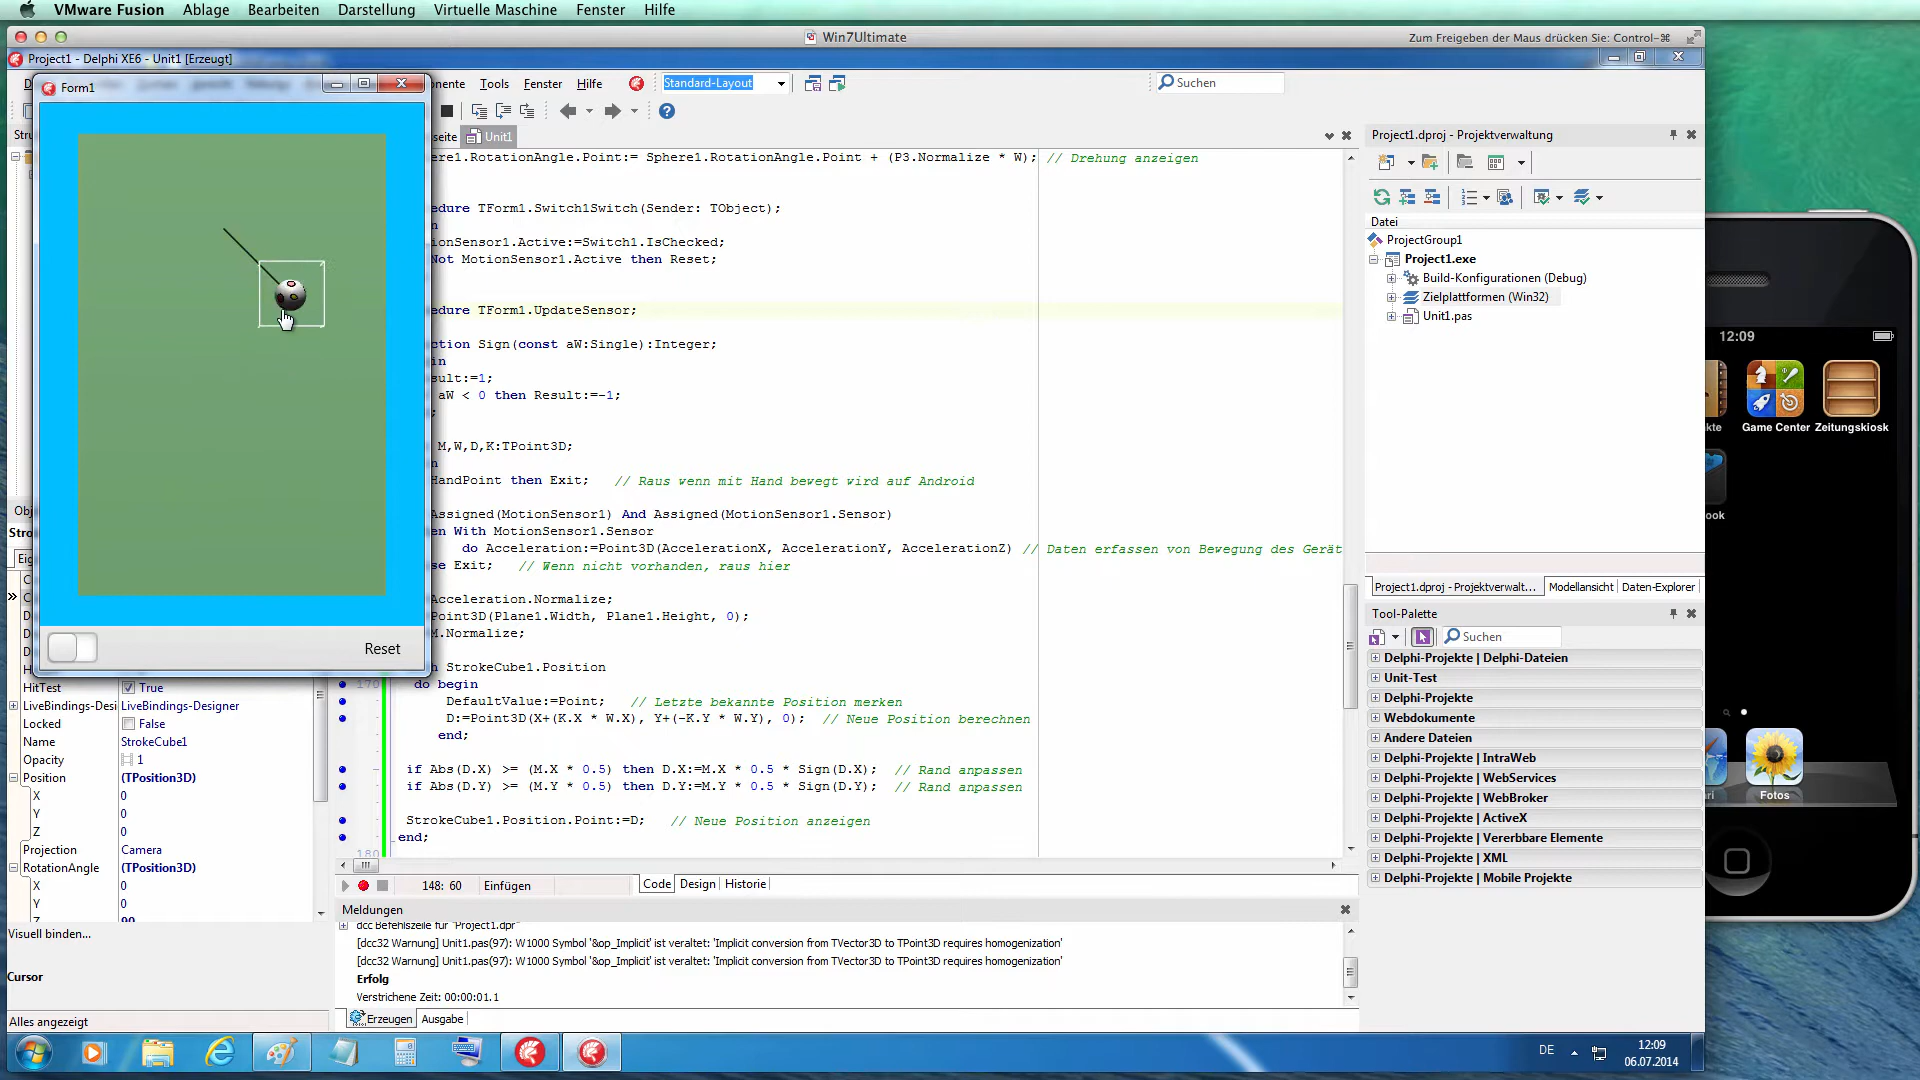 VMware Fusion Ablage Bearbeiten Darstellung Virtuelle Maschine Fenster Hilfe
Win7Ultimate
Zum Freigeben der Maus drücken Sie: Control-⌘
Project1 - Delphi XE6 - Unit1 [Erzeugt]
Form1
nente Tools Fenster Hilfe
Standard-Layout
Suchen
seite Unit1
ere1.RotationAngle.Point:= Sphere1.RotationAngle.Point + (P3.Normalize * W); // Drehung anzeigen
edure TForm1.Switch1Switch(Sender: TObject);
n
ionSensor1.Active:=Switch1.IsChecked;
Not MotionSensor1.Active then Reset;
edure TForm1.UpdateSensor;
ction Sign(const aW:Single):Integer;
in
sult:=1;
aW < 0 then Result:=-1;
;
M,W,D,K:TPoint3D;
n
HandPoint then Exit; // Raus wenn mit Hand bewegt wird auf Android
Assigned(MotionSensor1) And Assigned(MotionSensor1.Sensor)
en With MotionSensor1.Sensor
do Acceleration:=Point3D(AccelerationX, AccelerationY, AccelerationZ) // Daten erfassen von Bewegung des Gerät
se Exit; // Wenn nicht vorhanden, raus hier
Acceleration.Normalize;
Point3D(Plane1.Width, Plane1.Height, 0);
M.Normalize;
h StrokeCube1.Position
170 do begin
DefaultValue:=Point; // Letzte bekannte Position merken
D:=Point3D(X+(K.X * W.X), Y+(-K.Y * W.Y), 0); // Neue Position berechnen
end;
if Abs(D.X) >= (M.X * 0.5) then D.X:=M.X * 0.5 * Sign(D.X); // Rand anpassen
if Abs(D.Y) >= (M.Y * 0.5) then D.Y:=M.Y * 0.5 * Sign(D.Y); // Rand anpassen
StrokeCube1.Position.Point:=D; // Neue Position anzeigen
end;
180
148: 60 Einfügen
Code Design Historie
Meldungen
dcc Befehlszeile für "Project1.dpr"
[dcc32 Warnung] Unit1.pas(97): W1000 Symbol '&op_Implicit' ist veraltet: 'Implicit conversion from TVector3D to TPoint3D requires homogenization'
[dcc32 Warnung] Unit1.pas(97): W1000 Symbol '&op_Implicit' ist veraltet: 'Implicit conversion from TVector3D to TPoint3D requires homogenization'
Erfolg
Verstrichene Zeit: 00:00:01.1
Erzeugen Ausgabe
Reset
HitTest True
LiveBindings-Desi LiveBindings-Designer
Locked False
Name StrokeCube1
Opacity 1
Position (TPosition3D)
X 0
Y 0
Z 0
Projection Camera
RotationAngle (TPosition3D)
X 0
Y 0
Z 90
Visuell binden...
Cursor
Alles angezeigt
Project1.dproj - Projektverwaltung
Datei
ProjectGroup1
Project1.exe
Build-Konfigurationen (Debug)
Zielplattformen (Win32)
Unit1.pas
Project1.dproj - Projektverwalt... Modellansicht Daten-Explorer
Tool-Palette
Suchen
Delphi-Projekte | Delphi-Dateien
Unit-Test
Delphi-Projekte
Webdokumente
Andere Dateien
Delphi-Projekte | IntraWeb
Delphi-Projekte | WebServices
Delphi-Projekte | WebBroker
Delphi-Projekte | ActiveX
Delphi-Projekte | Vererbbare Elemente
Delphi-Projekte | XML
Delphi-Projekte | Mobile Projekte
12:09
kte Game Center Zeitungskiosk
ook
ari Fotos
DE
12:09
06.07.2014